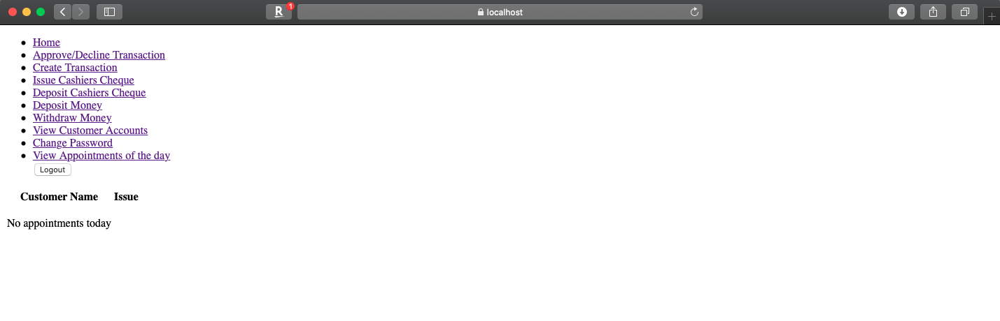 R 1 localhost
Home
Approve/Decline Transaction
Create Transaction
Issue Cashiers Cheque
Deposit Cashiers Cheque
Deposit Money
Withdraw Money
View Customer Accounts
Change Password
View Appointments of the day
Logout
Customer Name Issue
No appointments today